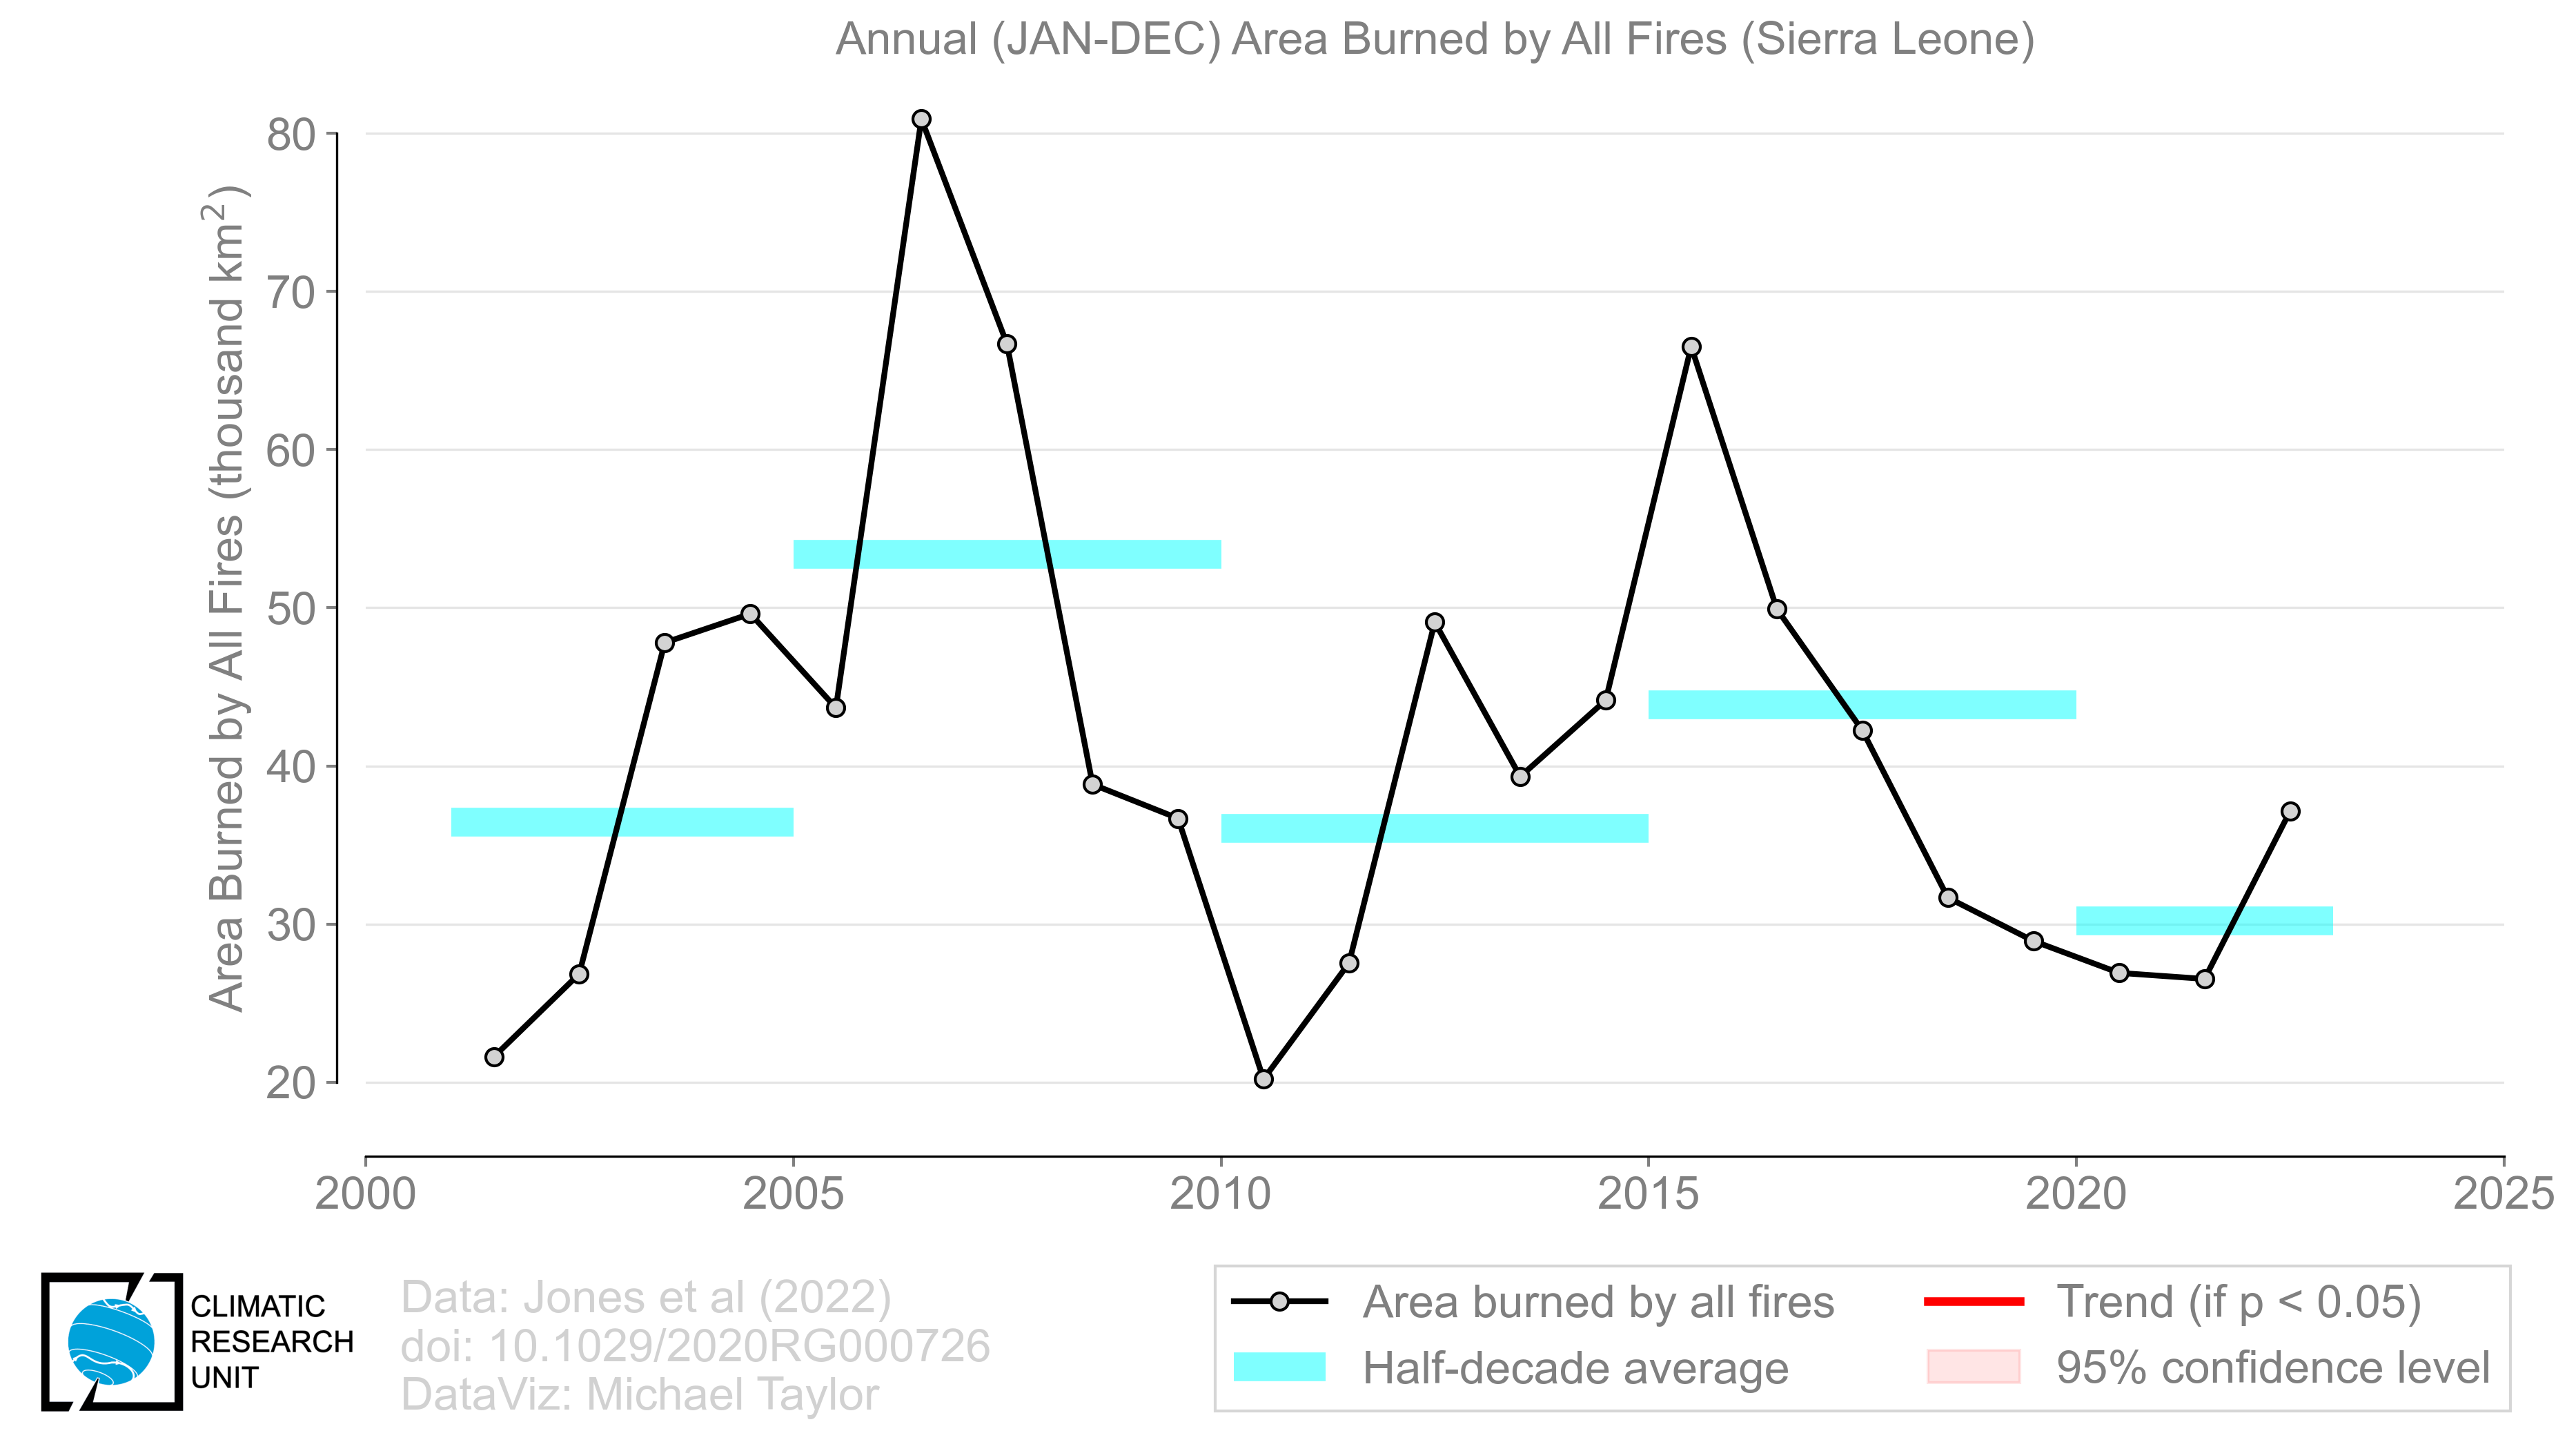 Annual (JAN-DEC) Area Burned by All Fires (Sierra Leone)
Area Burned by All Fires (thousand km²)
80
70
60
50
40
30
20
2000 2005 2010 2015 2020 2025
CLIMATIC
RESEARCH
UNIT
Data: Jones et al (2022)
doi: 10.1029/2020RG000726
DataViz: Michael Taylor
Area burned by all fires
Half-decade average
Trend (if p < 0.05)
95% confidence level